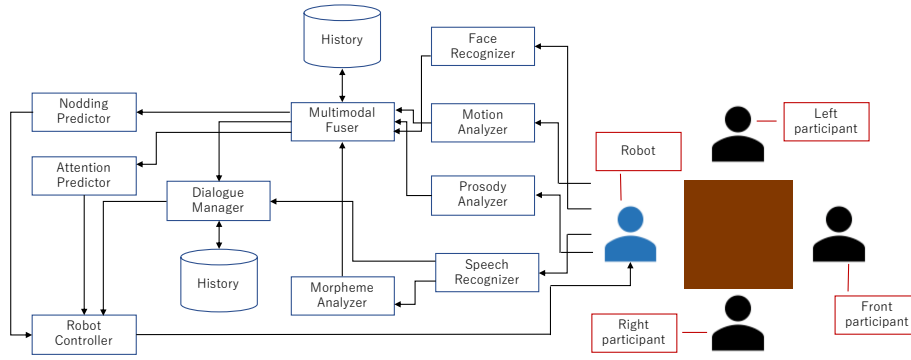 History
Face
Recognizer
Nodding
Predictor
Multimodal
Fuser
Motion
Analyzer
Left
participant
Robot
Attention
Predictor
Dialogue
Manager
Prosody
Analyzer
History
Morpheme
Analyzer
Speech
Recognizer
Robot
Controller
Right
participant
Front
participant